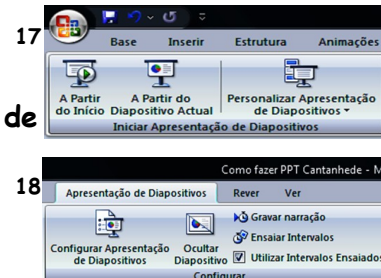 17
Base Inserir Estrutura Animações
A Partir do Início
A Partir do Dispositivo Actual
Personalizar Apresentação de Diapositivos
Iniciar Apresentação de Diapositivos
de
Como fazer PPT Cantanhede - M
18
Apresentação de Diapositivos Rever Ver
Configurar Apresentação de Diapositivos
Ocultar Diapositivo
Gravar narração
Ensaiar Intervalos
Utilizar Intervalos Ensaiados
Configurar